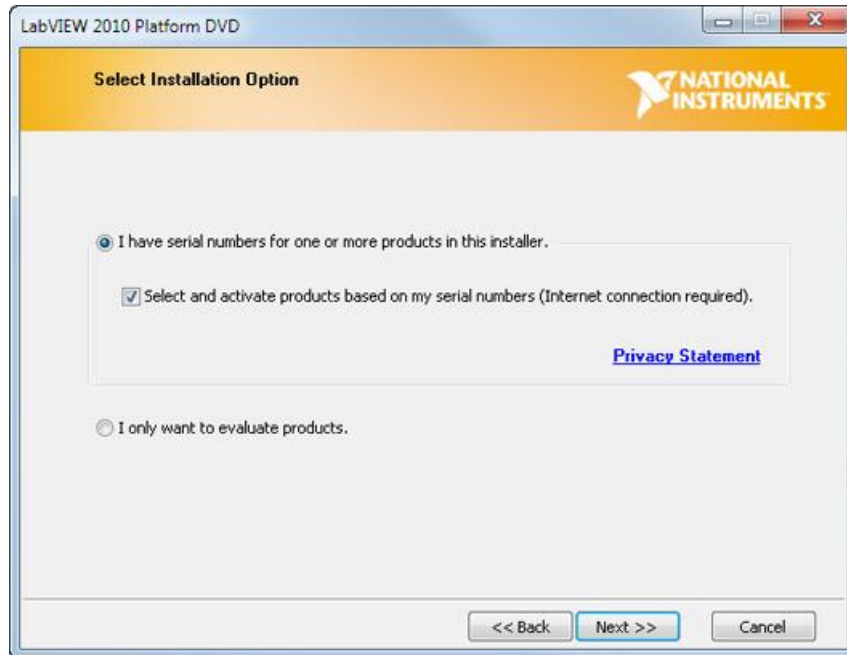 LabVIEW 2010 Platform DVD
Select Installation Option
NATIONAL
INSTRUMENTS
I have serial numbers for one or more products in this installer.
Select and activate products based on my serial numbers (Internet connection required).
Privacy Statement
I only want to evaluate products.
<< Back
Next >>
Cancel